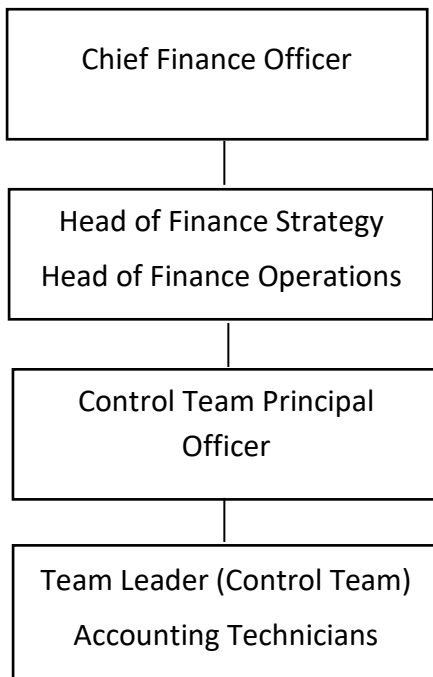 Chief Finance Officer
Head of Finance Strategy
Head of Finance Operations
Control Team Principal
Officer
Team Leader (Control Team)
Accounting Technicians